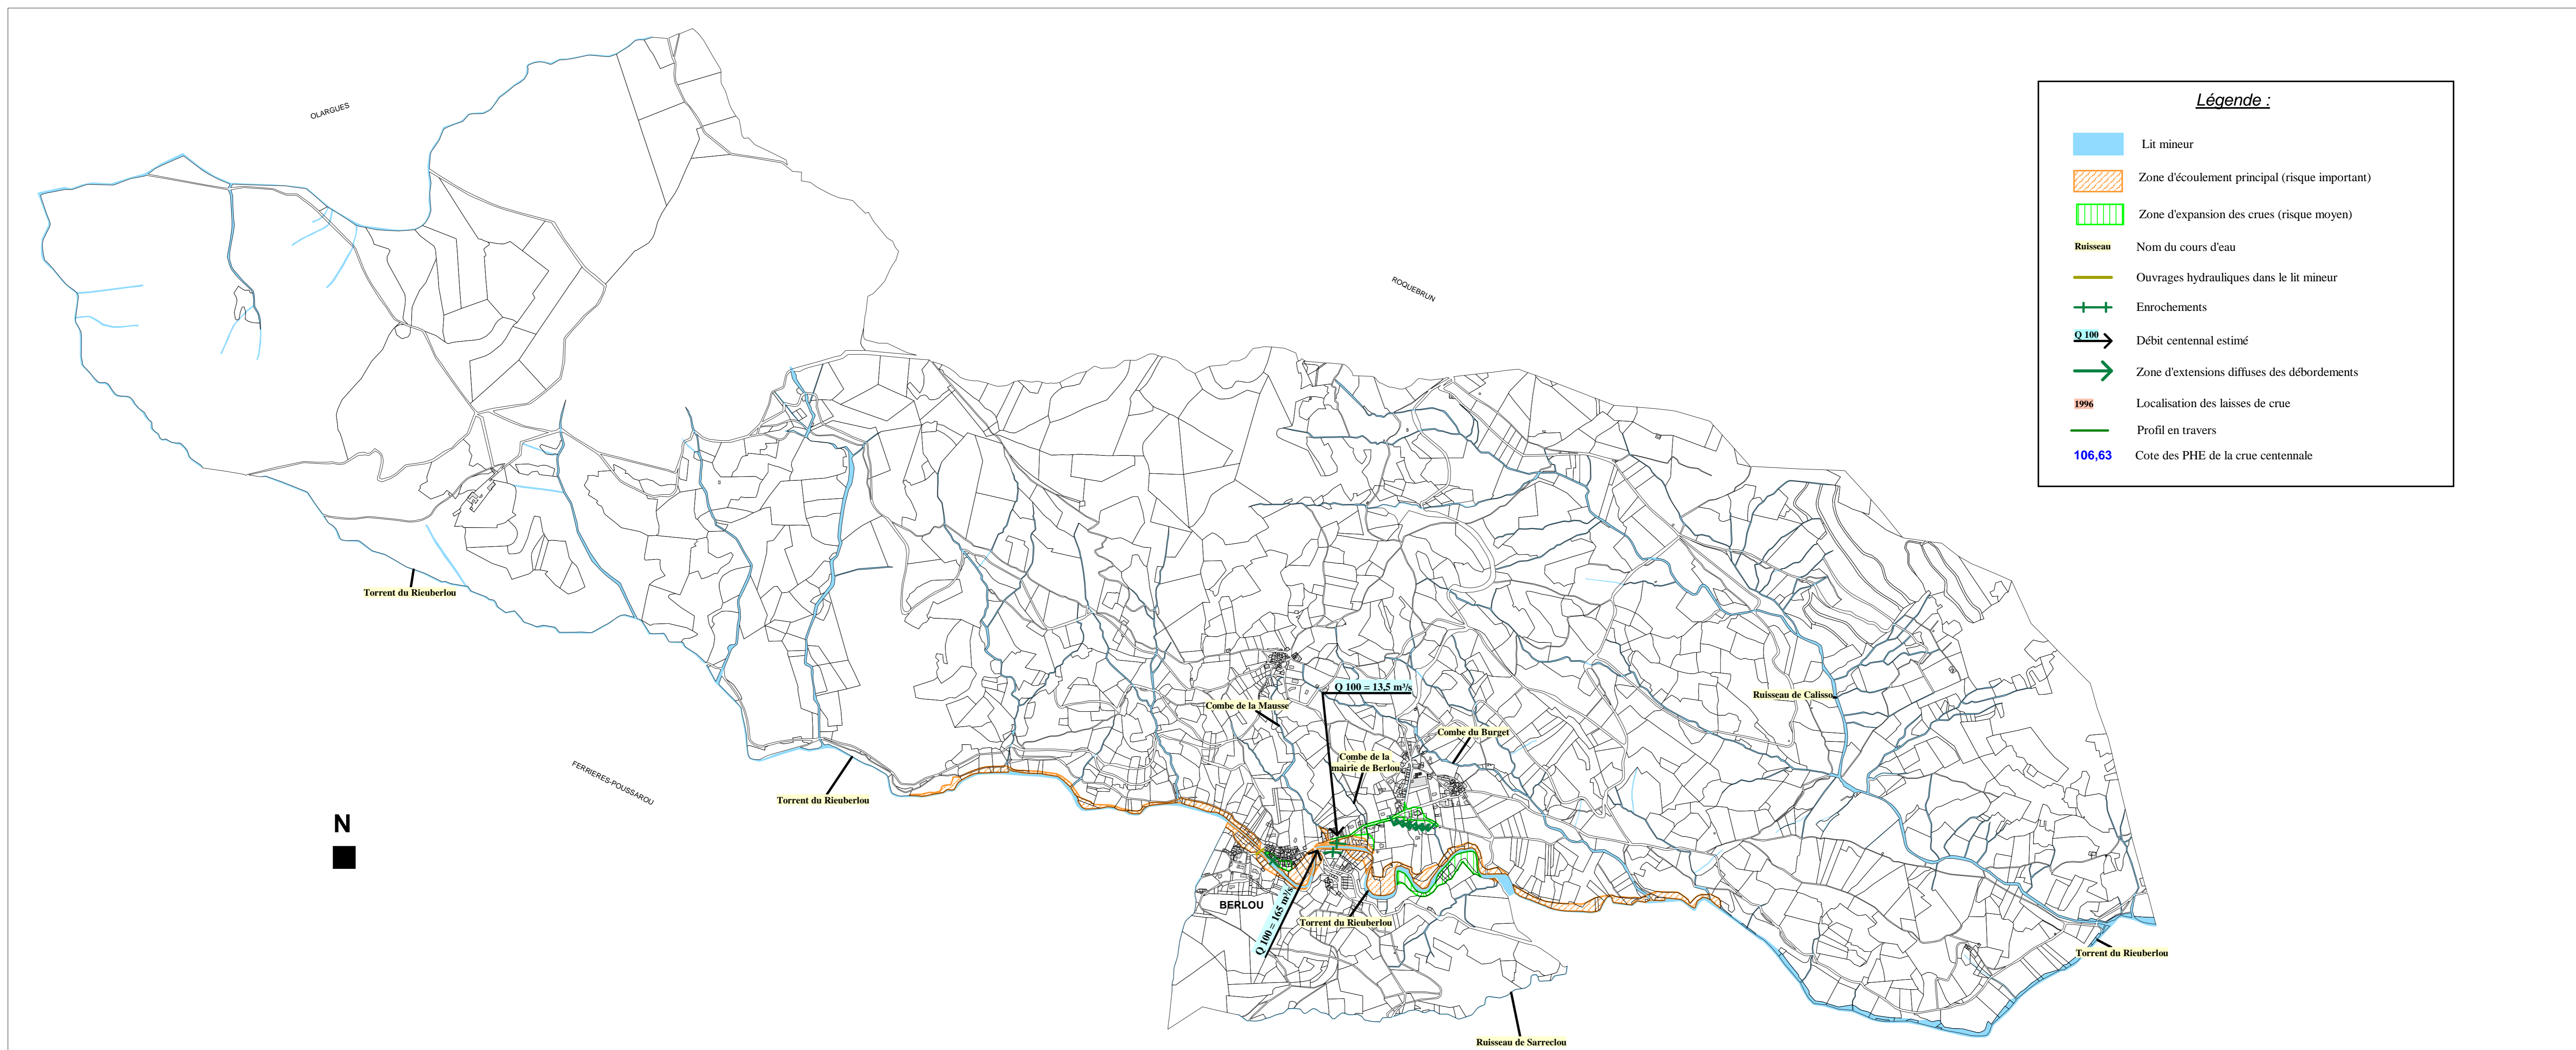 OLARGUES
ROQUEBRUN
Légende :
Lit mineur
Zone d'écoulement principal (risque important)
Zone d'expansion des crues (risque moyen)
Ruisseau
Nom du cours d'eau
Ouvrages hydrauliques dans le lit mineur
Enrochements
Q 100
Débit centennal estimé
Zone d'extensions diffuses des débordements
1996
Localisation des laisses de crue
Profil en travers
106,63
Cote des PHE de la crue centennale
Torrent du Rieuberlou
Q 100 = 13,5 m³/s
Ruisseau de Calisso
Combe de la Mausse
Combe du Burget
Combe de la
mairie de Berlou
FERRIERES-POUSSAROU
Torrent du Rieuberlou
N
BERLOU
Q 100 = 165 m³/s
Torrent du Rieuberlou
Torrent du Rieuberlou
Ruisseau de Sarreclou